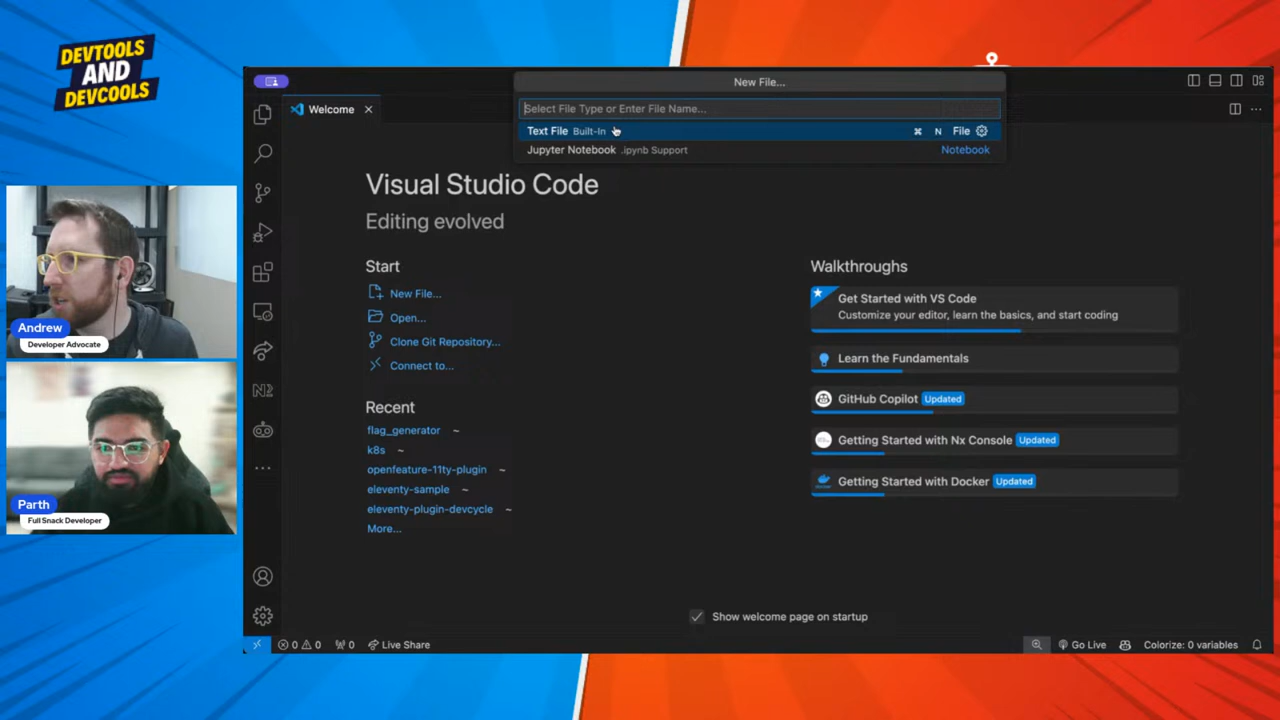 DEVTOOLS
AND
DEVCOOLS
Andrew
Developer Advocate
Parth
Full Snack Developer
New File...
Select File Type or Enter File Name...
Text File Built-In ⌘ N File
Jupyter Notebook .ipynb Support Notebook
Welcome
Visual Studio Code
Editing evolved
Start
New File...
Open...
Clone Git Repository...
Connect to...
Recent
flag_generator ~
k8s ~
openfeature-11ty-plugin ~
eleventy-sample ~
eleventy-plugin-devcycle ~
More...
Walkthroughs
Get Started with VS Code
Customize your editor, learn the basics, and start coding
Learn the Fundamentals
GitHub Copilot Updated
Getting Started with Nx Console Updated
Getting Started with Docker Updated
Show welcome page on startup
0 0 0 Live Share Go Live Colorize: 0 variables